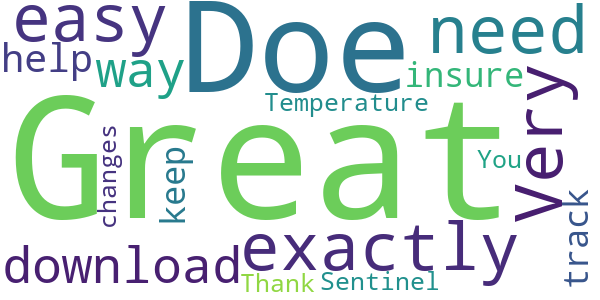 easy
Doe
need
help
way
insure
Temperature
Very
Great
changes
keep
You
track
exactly
download
Thank
Sentinel